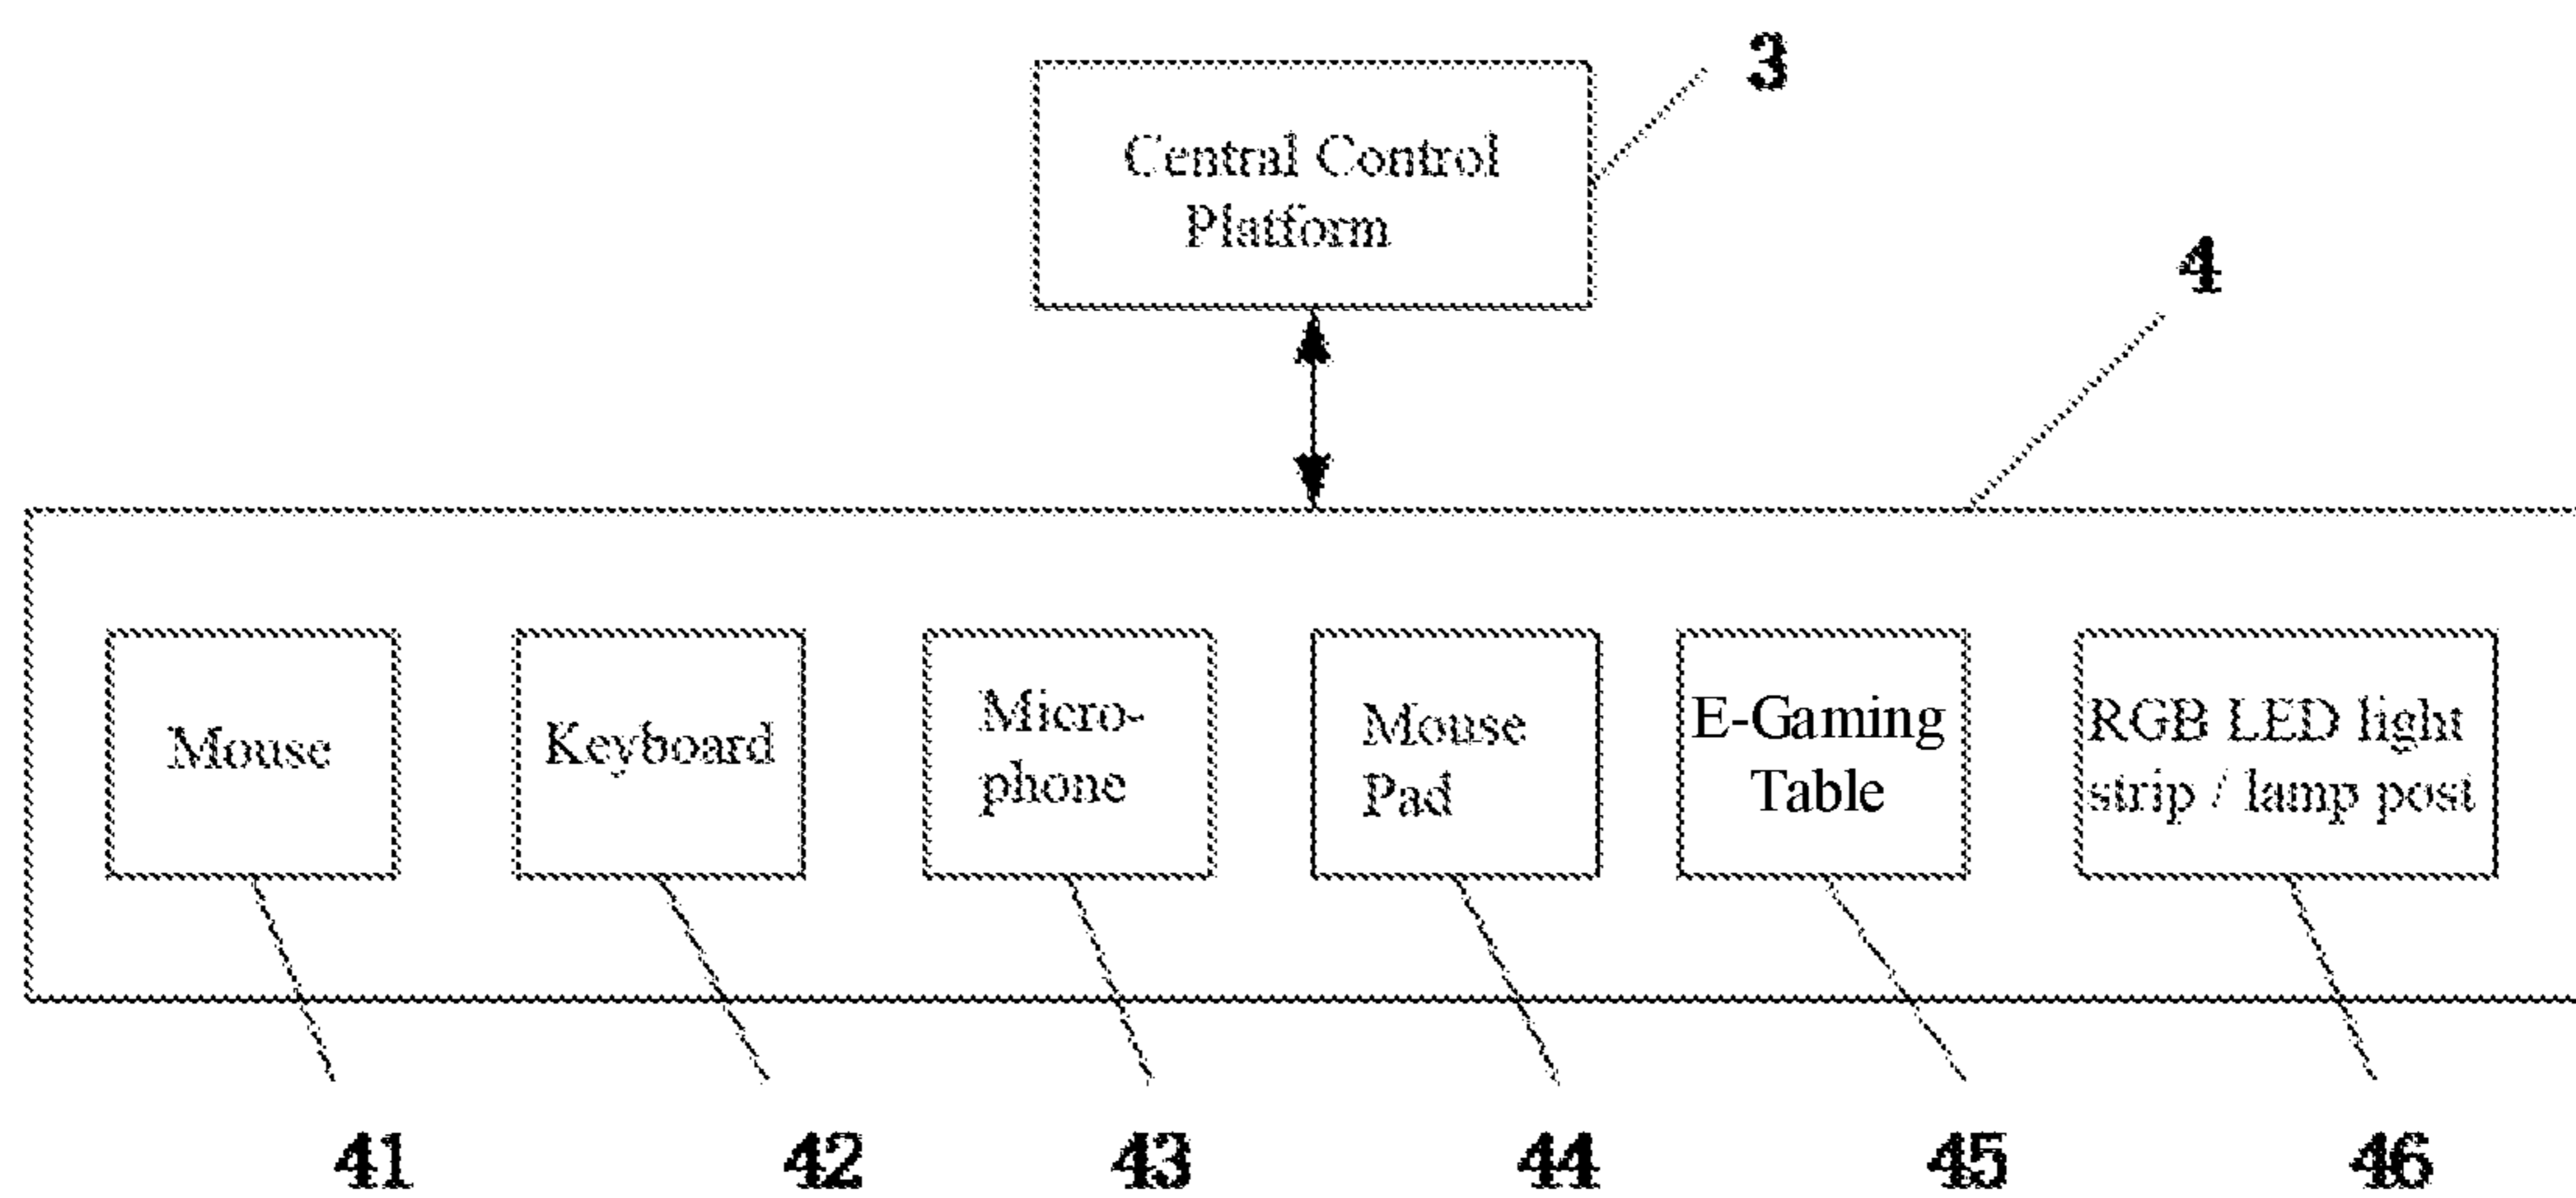 3
Central Control
Platform
4
Mouse
Keyboard
Micro-
phone
Mouse
Pad
E-Gaming
Table
RGB LED light
strip / lamp post
41
42
43
44
45
46